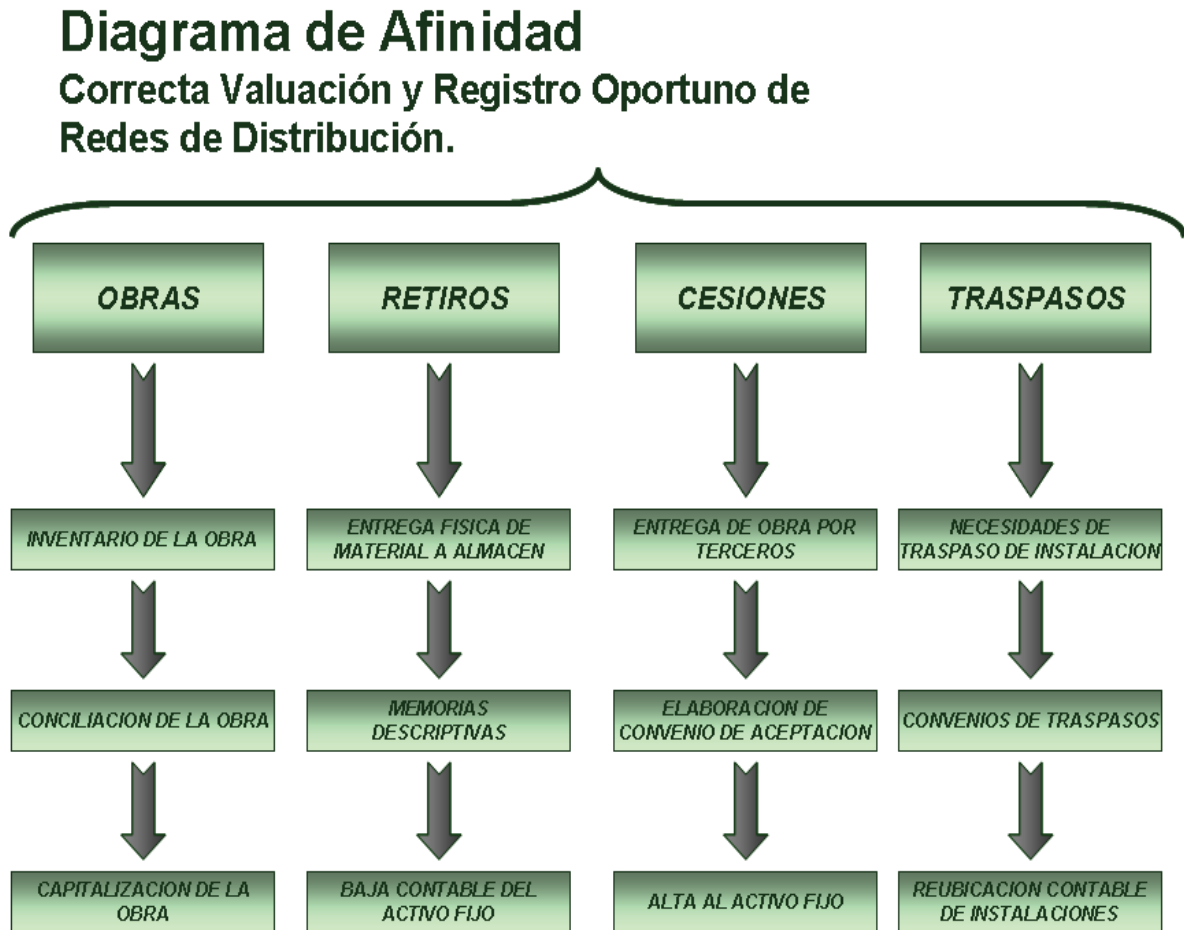 Diagrama de Afinidad
Correcta Valuación y Registro Oportuno de
Redes de Distribución.
OBRAS
RETIROS
CESIONES
TRASPASOS
INVENTARIO DE LA OBRA
ENTREGA FISICA DE
MATERIAL A ALMACEN
ENTREGA DE OBRA POR
TERCEROS
NECESIDADES DE
TRASPASO DE INSTALACION
CONCILIACION DE LA OBRA
MEMORIAS
DESCRIPTIVAS
ELABORACION DE
CONVENIO DE ACEPTACION
CONVENIOS DE TRASPASOS
CAPITALIZACION DE LA
OBRA
BAJA CONTABLE DEL
ACTIVO FIJO
ALTA AL ACTIVO FIJO
REUBICACION CONTABLE
DE INSTALACIONES